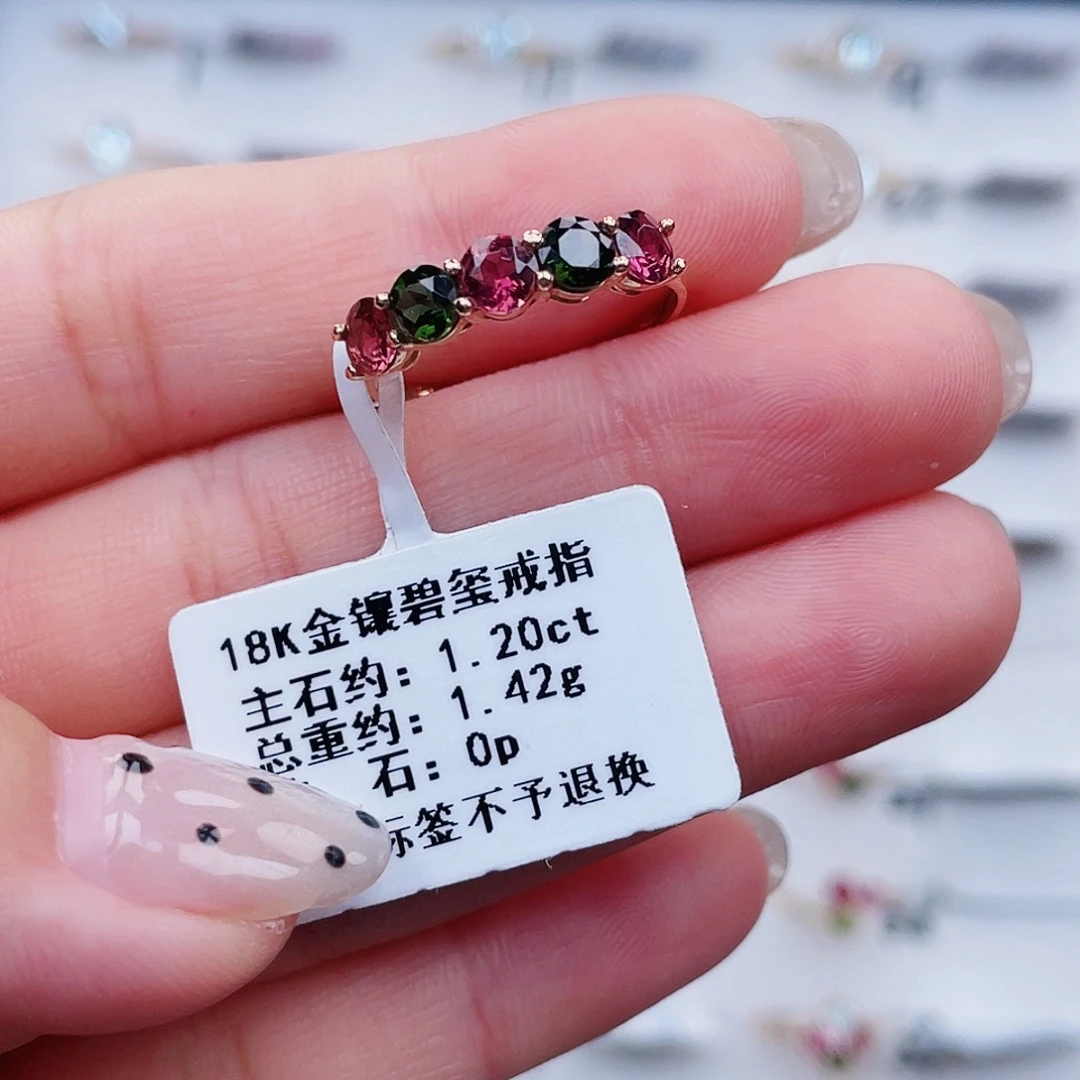 18K金镶碧玺戒指
主石约: 1.20ct
总重约: 1.42g
石: 0p
标签不予退换